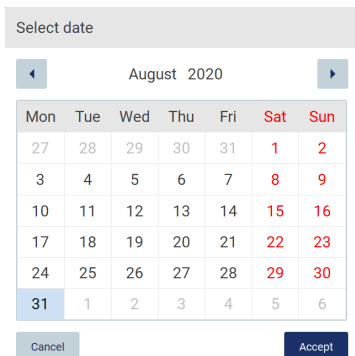 Select date
August 2020
Mon Tue Wed Thu Fri Sat Sun
27 28 29 30 31 1 2
3 4 5 6 7 8 9
10 11 12 13 14 15 16
17 18 19 20 21 22 23
24 25 26 27 28 29 30
31 1 2 3 4 5 6
Cancel Accept